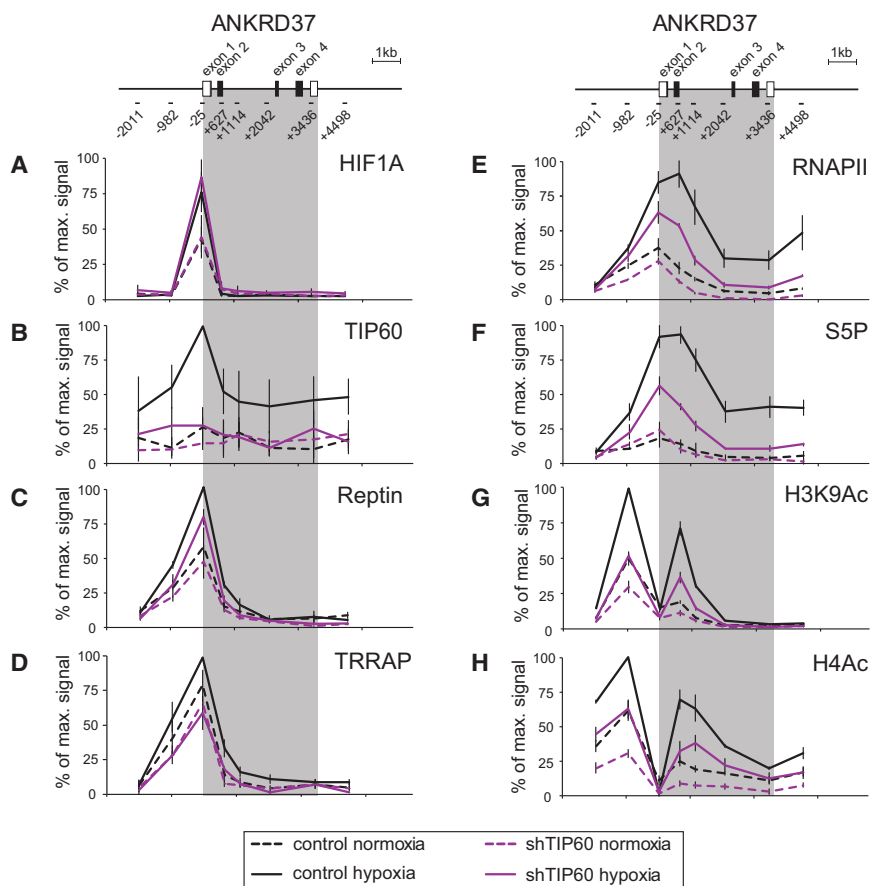 ANKRD37
exon 1
exon 2
exon 3
exon 4
1kb
-2011
-982
-25
+627
+1114
+2042
+3436
+4498
A
HIF1A
% of max. signal
100
75
50
25
0
B
TIP60
% of max. signal
100
75
50
25
0
C
Reptin
% of max. signal
100
75
50
25
0
D
TRRAP
% of max. signal
100
75
50
25
0
ANKRD37
exon 1
exon 2
exon 3
exon 4
1kb
-2011
-982
-25
+627
+1114
+2042
+3436
+4498
E
RNAPII
% of max. signal
100
75
50
25
0
F
S5P
% of max. signal
100
75
50
25
0
G
H3K9Ac
% of max. signal
100
75
50
25
0
H
H4Ac
% of max. signal
100
75
50
25
0
control normoxia
shTIP60 normoxia
control hypoxia
shTIP60 hypoxia